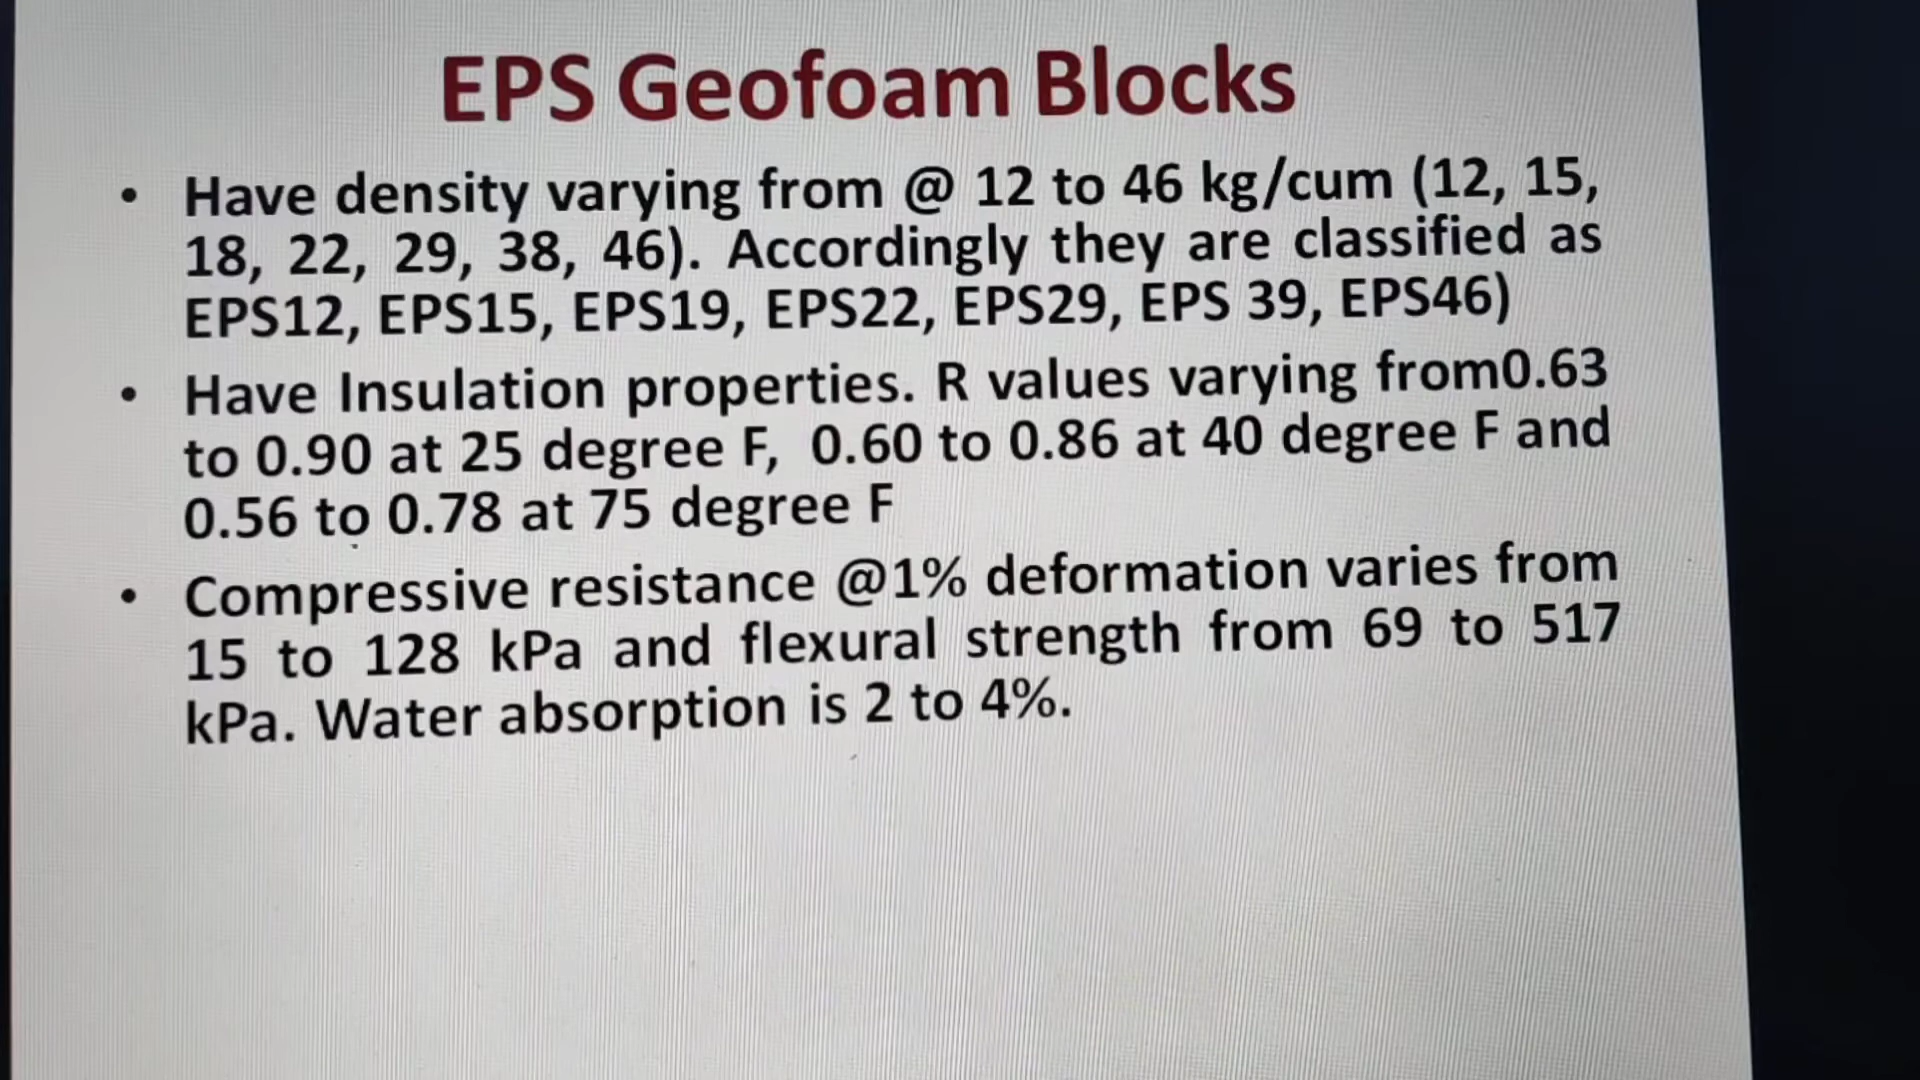 EPS Geofoam Blocks
• Have density varying from @ 12 to 46 kg/cum (12, 15,
18, 22, 29, 38, 46). Accordingly they are classified as
EPS12, EPS15, EPS19, EPS22, EPS29, EPS 39, EPS46)
• Have Insulation properties. R values varying from0.63
to 0.90 at 25 degree F, 0.60 to 0.86 at 40 degree F and
0.56 to 0.78 at 75 degree F
• Compressive resistance @1% deformation varies from
15 to 128 kPa and flexural strength from 69 to 517
kPa. Water absorption is 2 to 4%.